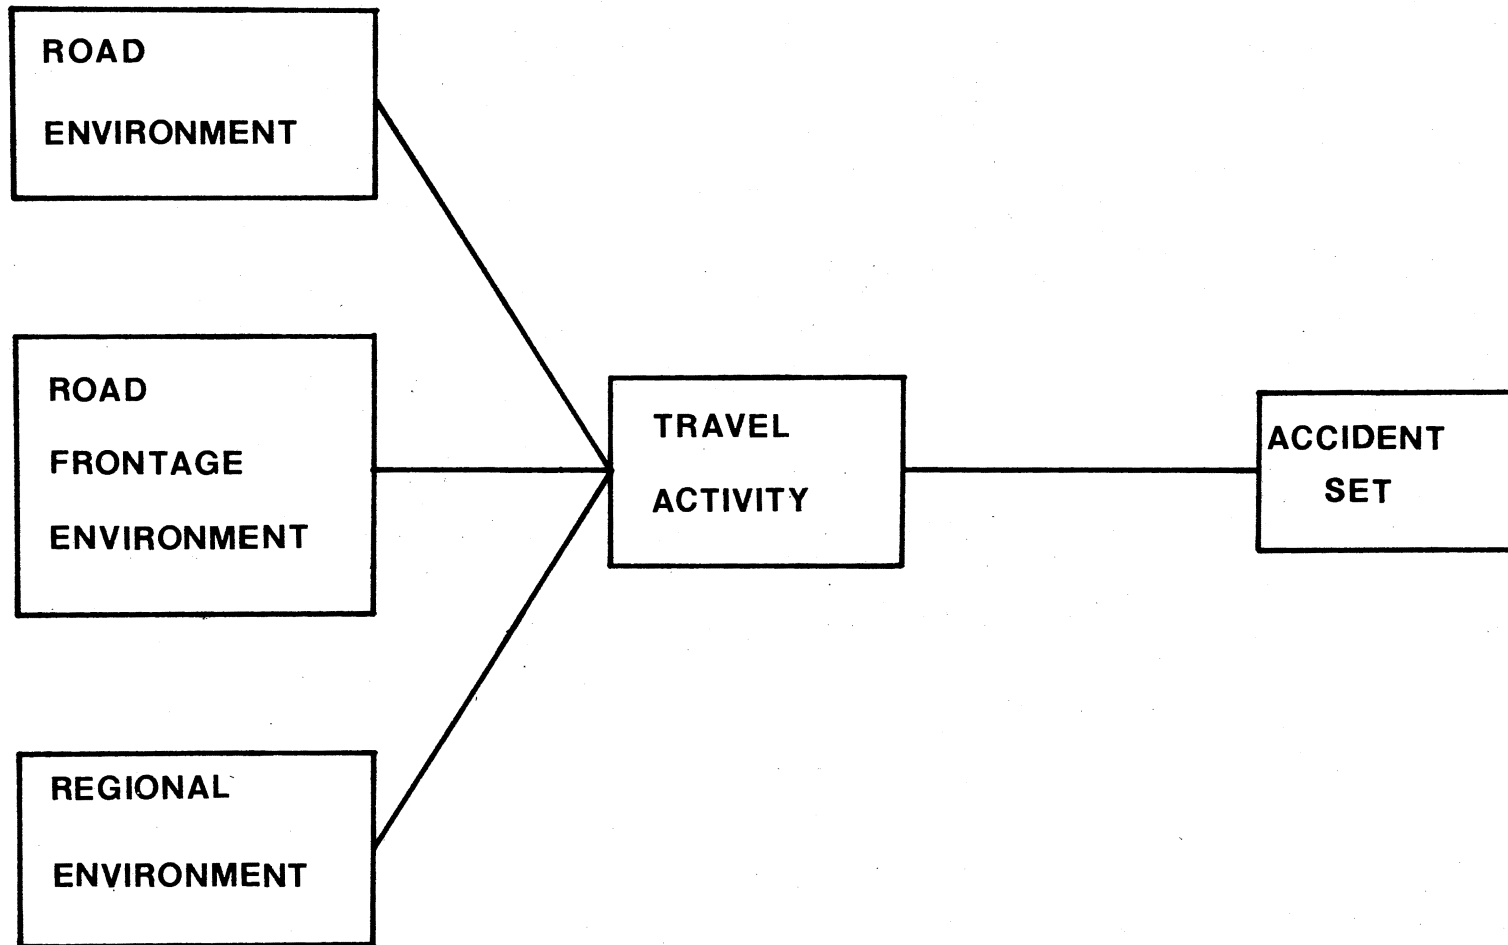 ROAD
ENVIRONMENT
ROAD
FRONTAGE
ENVIRONMENT
REGIONAL
ENVIRONMENT
TRAVEL
ACTIVITY
ACCIDENT
SET